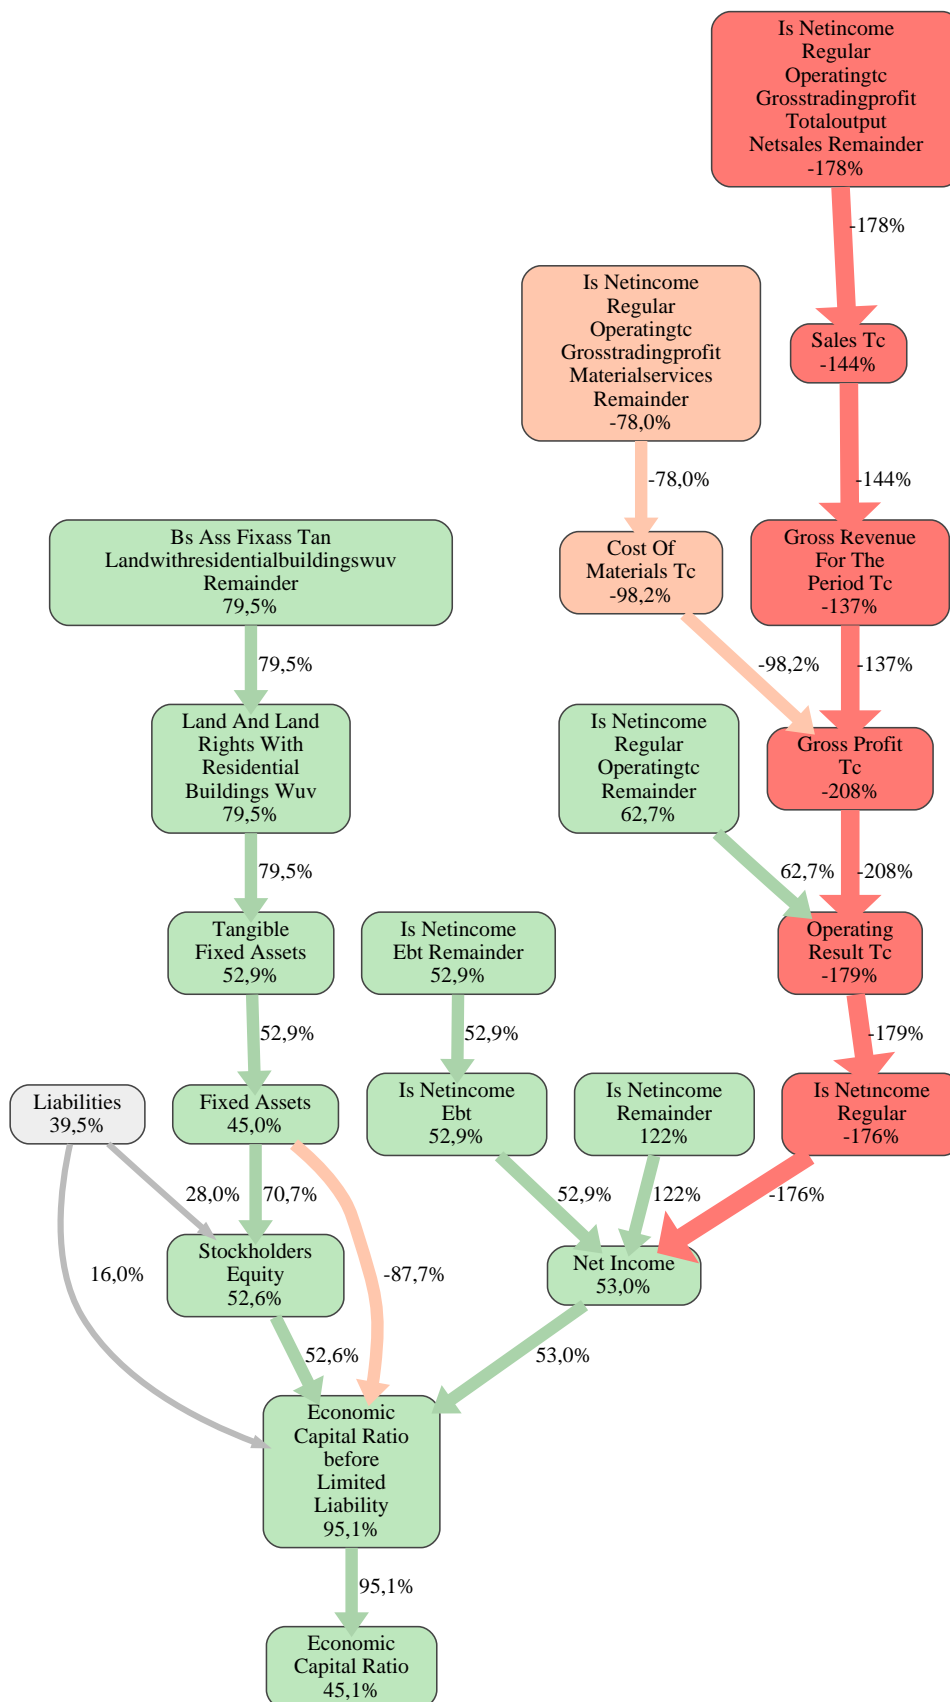 Is Netincome
Regular
Operatingtc
Grosstradingprofit
Totaloutput
Netsales Remainder
-178%
-178%
Is Netincome
Regular
Operatingtc
Grosstradingprofit
Materialservices
Remainder
-78,0%
Sales Tc
-144%
-78,0%
-144%
Bs Ass Fixass Tan
Landwithresidentialbuildingswuv
Remainder
79,5%
Cost Of
Materials Tc
-98,2%
Gross Revenue
For The
Period Tc
-137%
79,5%
-98,2%
-137%
Land And Land
Rights With
Residential
Buildings Wuv
79,5%
Is Netincome
Regular
Operatingtc
Remainder
62,7%
Gross Profit
Tc
-208%
79,5%
62,7%
-208%
Tangible
Fixed Assets
52,9%
Is Netincome
Ebt Remainder
52,9%
Operating
Result Tc
-179%
52,9%
52,9%
-179%
Liabilities
39,5%
Fixed Assets
45,0%
Is Netincome
Ebt
52,9%
Is Netincome
Remainder
122%
Is Netincome
Regular
-176%
28,0%
70,7%
52,9%
122%
-176%
Stockholders
Equity
52,6%
Net Income
53,0%
16,0%
-87,7%
52,6%
53,0%
Economic
Capital Ratio
before
Limited
Liability
95,1%
95,1%
Economic
Capital Ratio
45,1%